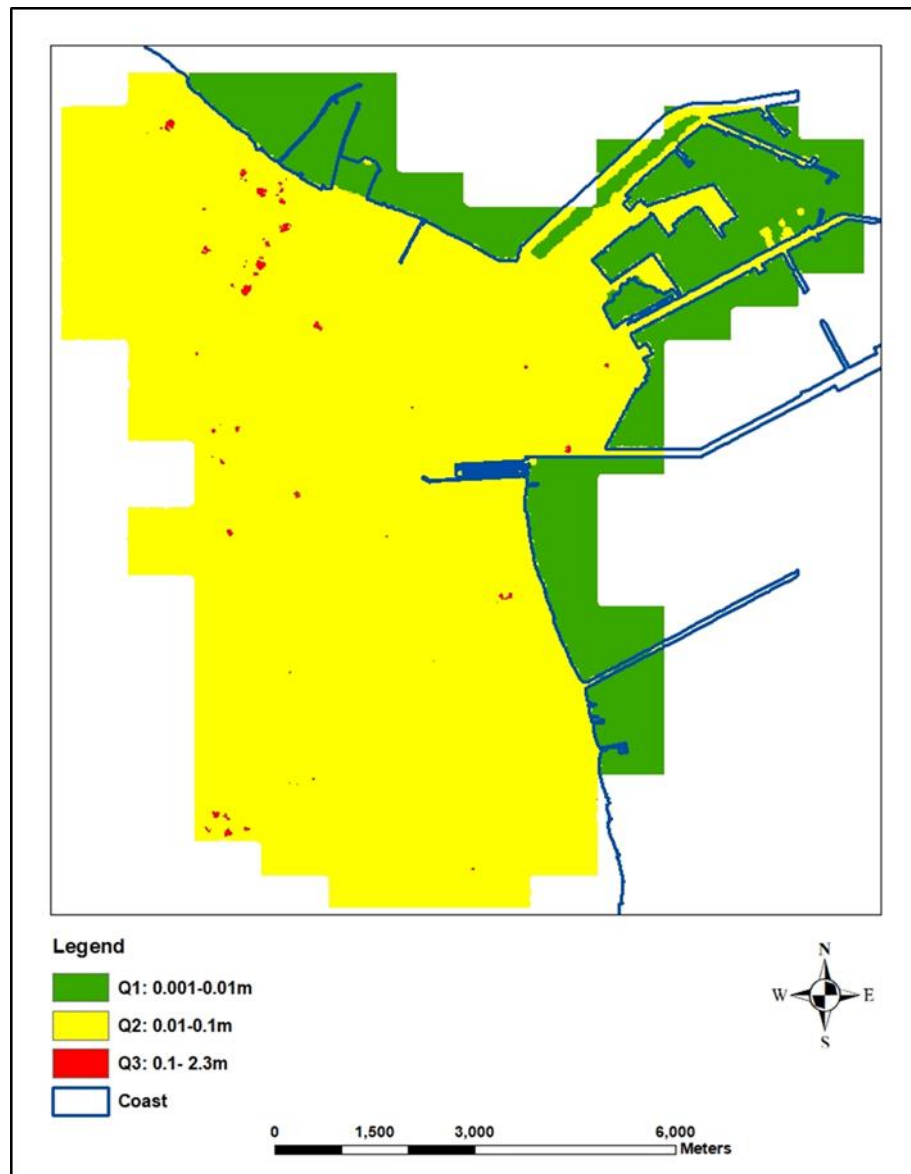 Legend
Q1: 0.001-0.01m
Q2: 0.01-0.1m
Q3: 0.1- 2.3m
Coast
N
W E
S
0 1,500 3,000 6,000
Meters